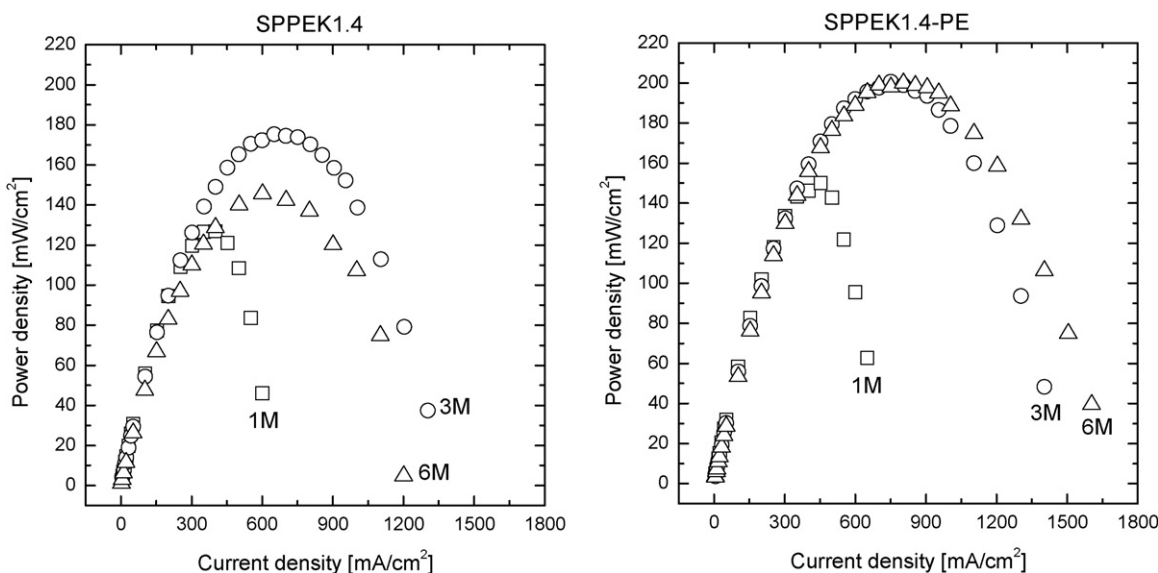 SPPEK1.4
220
200
180
160
140
120
100
80
60
40
20
0
Power density [mW/cm²]
1M
3M
6M
0 300 600 900 1200 1500 1800
Current density [mA/cm²]
SPPEK1.4-PE
220
200
180
160
140
120
100
80
60
40
20
0
Power density [mW/cm²]
1M
3M
6M
0 300 600 900 1200 1500 1800
Current density [mA/cm²]